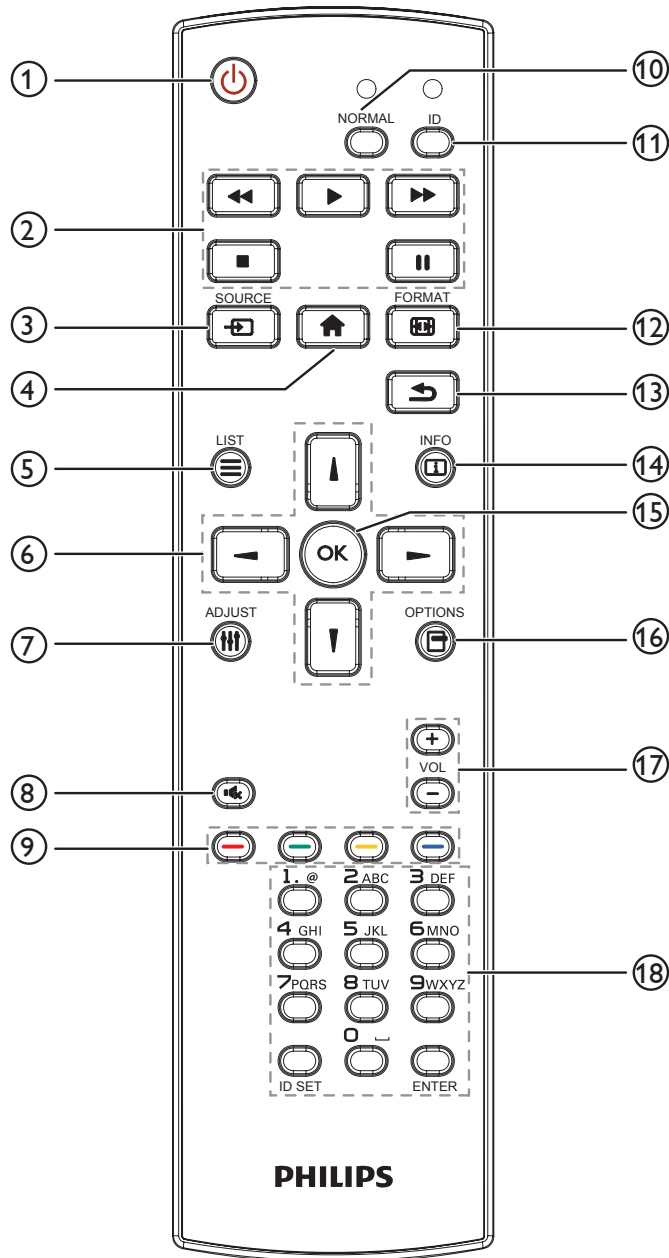 1 10
NORMAL ID 11
2
SOURCE FORMAT
3 12
4 13
LIST INFO
5 14
15
6 OK
ADJUST OPTIONS
7 16
+
VOL 17
8 −
9
1. @ 2 ABC 3 DEF
4 GHI 5 JKL 6 MNO
18
7 PQRS 8 TUV 9 WXYZ
0 ⎵
ID SET ENTER
PHILIPS